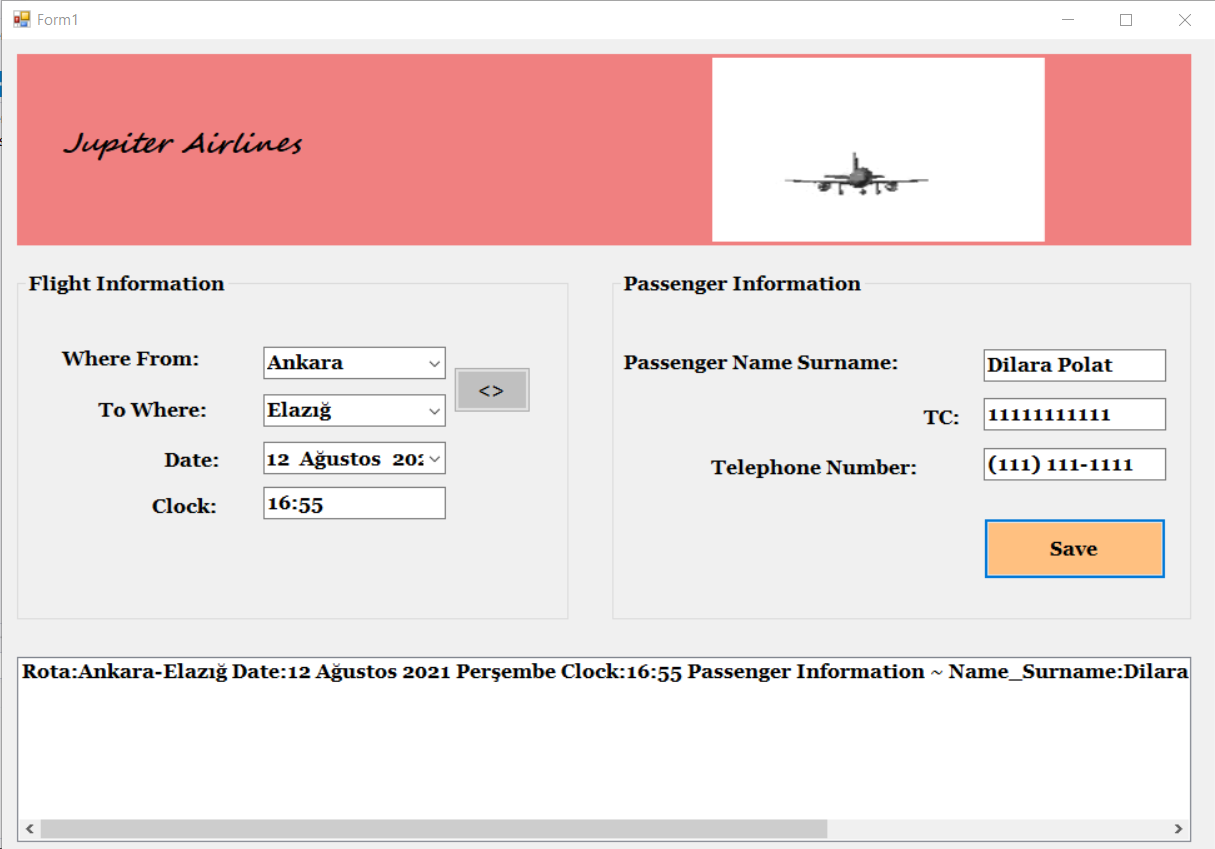 Form1
Jupiter Airlines
Flight Information
Where From:
Ankara
<>
To Where:
Elazığ
Date:
12 Ağustos 202
Clock:
16:55
Passenger Information
Passenger Name Surname:
Dilara Polat
TC:
11111111111
Telephone Number:
(111) 111-1111
Save
Rota:Ankara-Elazığ Date:12 Ağustos 2021 Perşembe Clock:16:55 Passenger Information ~ Name_Surname:Dilara